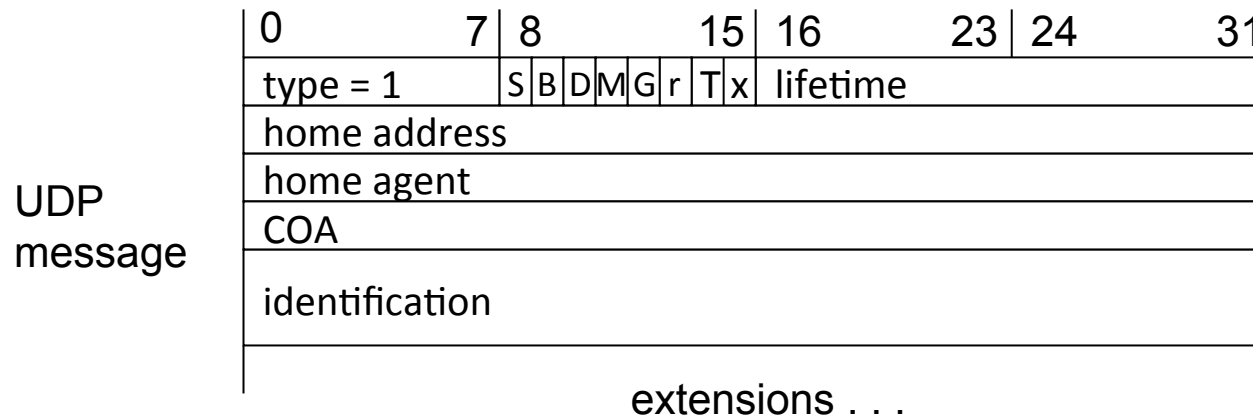 0 7 8 15 16 23 24 31
type = 1 S B D M G r T x lifetime
home address
home agent
UDP
message
COA
identification
extensions . . .